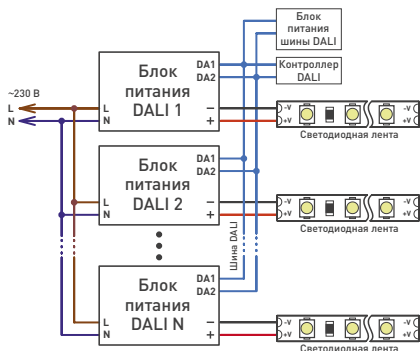 Блок
питания
шины DALI
Контроллер
DALI
~230 В
L
N
Блок
питания
DALI 1
L
N
DA1
DA2
−
+
-V
+V
-V
+V
Светодиодная лента
Блок
питания
DALI 2
L
N
DA1
DA2
−
+
-V
+V
-V
+V
Светодиодная лента
Шина DALI
Блок
питания
DALI N
L
N
DA1
DA2
−
+
-V
+V
-V
+V
Светодиодная лента